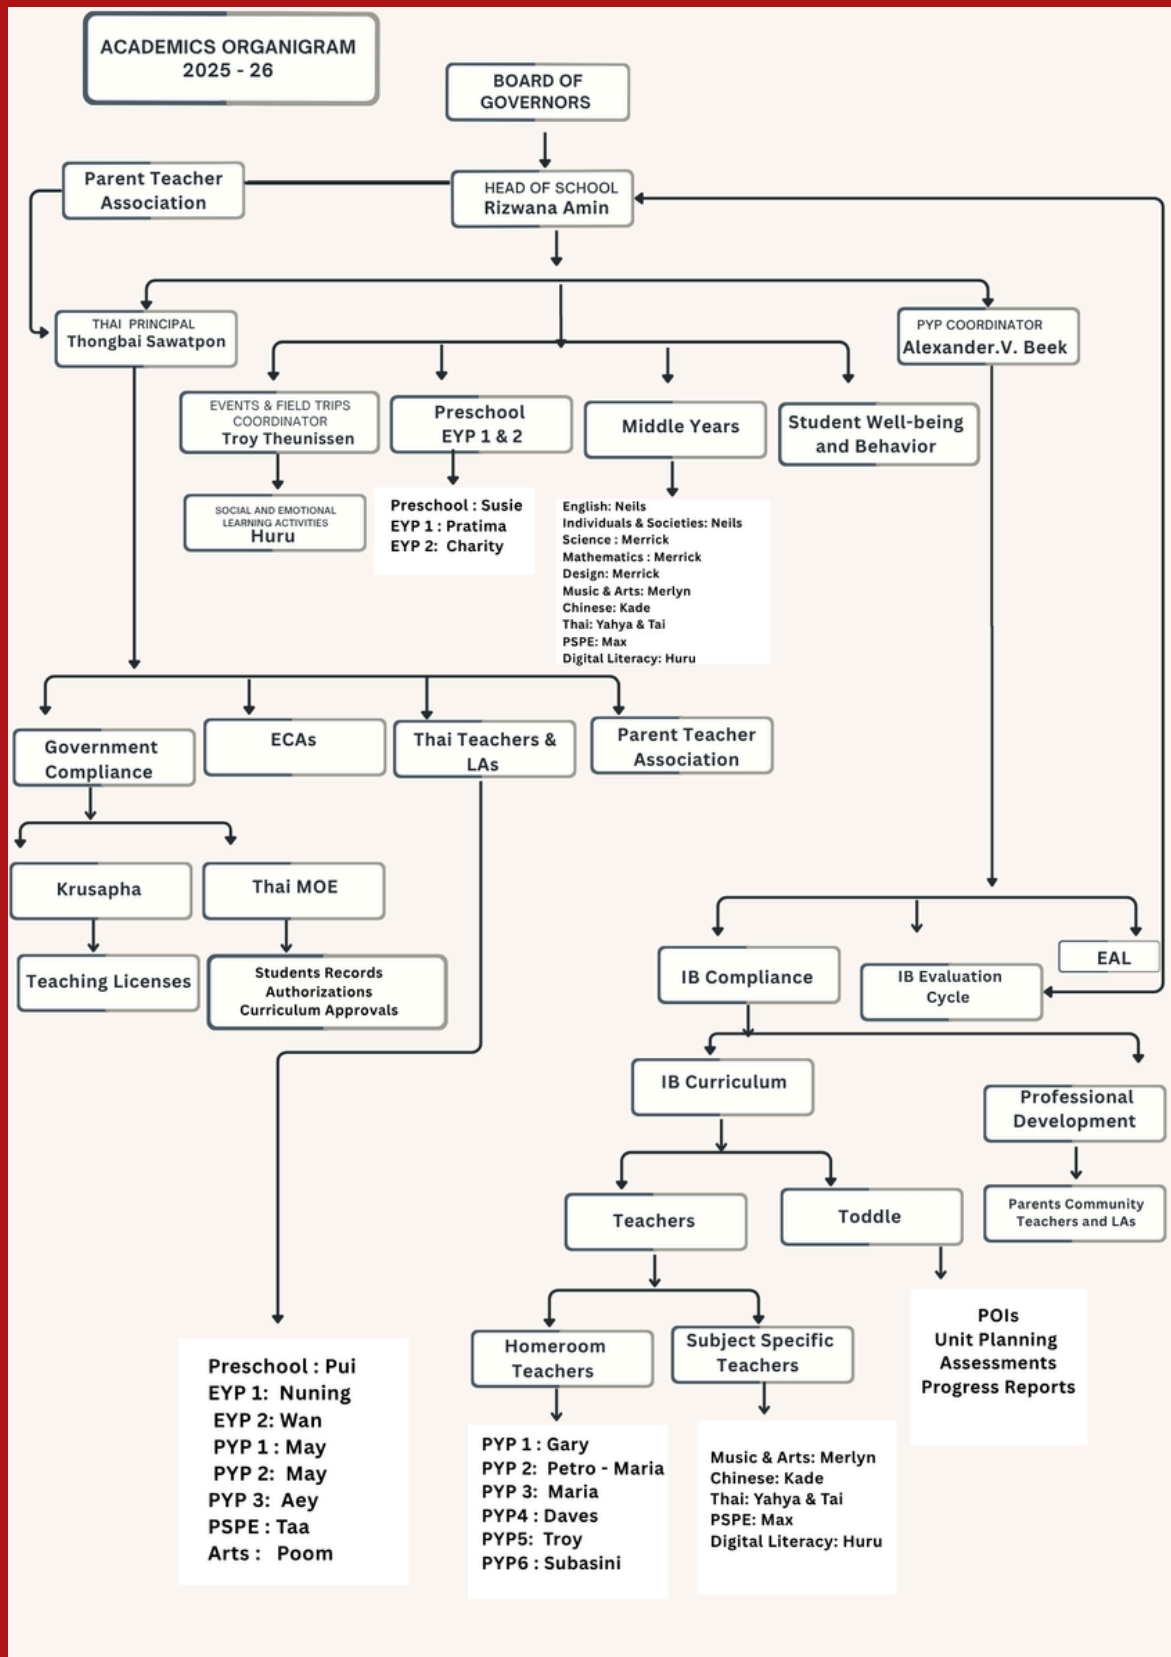 ACADEMICS ORGANIGRAM
2025 - 26
BOARD OF
GOVERNORS
Parent Teacher
Association
HEAD OF SCHOOL
Rizwana Amin
THAI PRINCIPAL
Thongbai Sawatpon
PYP COORDINATOR
Alexander.V. Beek
EVENTS & FIELD TRIPS
COORDINATOR
Troy Theunissen
Preschool
EYP 1 & 2
Middle Years
Student Well-being
and Behavior
SOCIAL AND EMOTIONAL
LEARNING ACTIVITIES
Huru
Preschool : Susie
EYP 1 : Pratima
EYP 2: Charity
English: Neils
Individuals & Societies: Neils
Science : Merrick
Mathematics : Merrick
Design: Merrick
Music & Arts: Merlyn
Chinese: Kade
Thai: Yahya & Tai
PSPE: Max
Digital Literacy: Huru
Government
Compliance
ECAs
Thai Teachers &
LAs
Parent Teacher
Association
Krusapha
Thai MOE
Teaching Licenses
Students Records
Authorizations
Curriculum Approvals
IB Compliance
IB Evaluation
Cycle
EAL
IB Curriculum
Professional
Development
Teachers
Toddle
Parents Community
Teachers and LAs
Homeroom
Teachers
Subject Specific
Teachers
POIs
Unit Planning
Assessments
Progress Reports
Preschool : Pui
EYP 1: Nuning
EYP 2: Wan
PYP 1 : May
PYP 2: May
PYP 3: Aey
PSPE : Taa
Arts : Poom
PYP 1 : Gary
PYP 2: Petro - Maria
PYP 3: Maria
PYP4 : Daves
PYP5: Troy
PYP6 : Subasini
Music & Arts: Merlyn
Chinese: Kade
Thai: Yahya & Tai
PSPE: Max
Digital Literacy: Huru